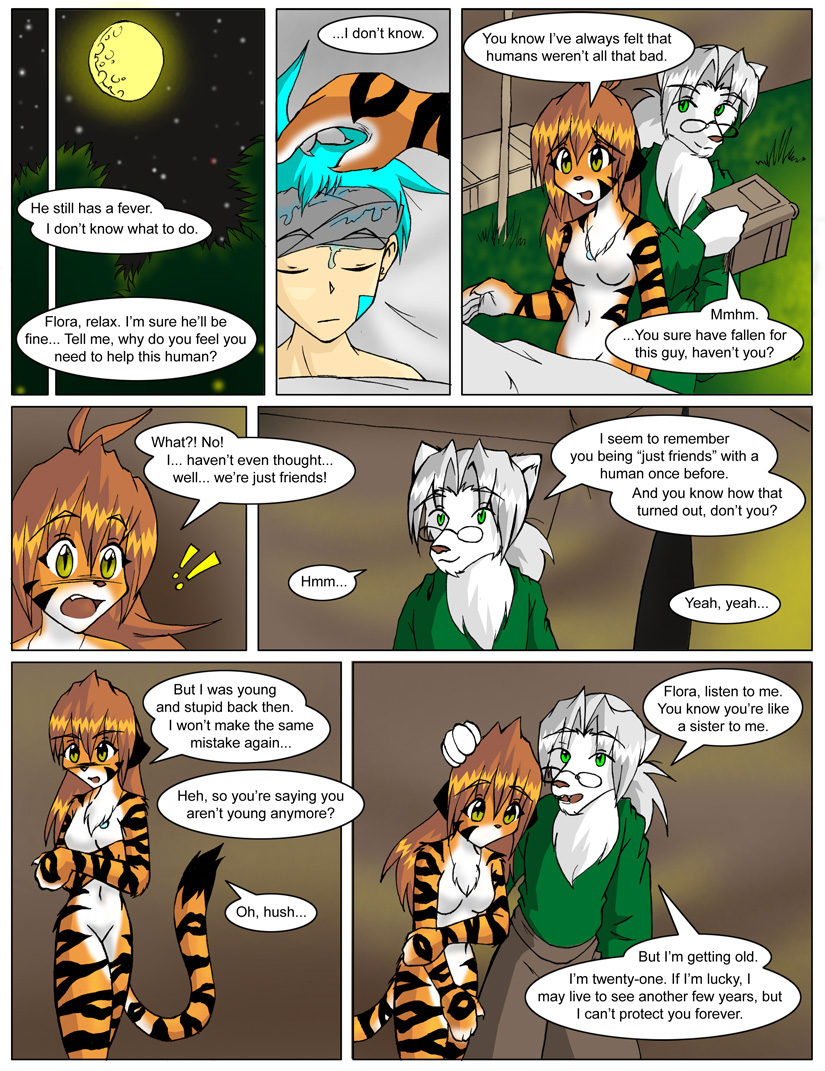 He still has a fever.
I don't know what to do.
Flora, relax. I'm sure he'll be
fine... Tell me, why do you feel you
need to help this human?
...I don't know.
You know I've always felt that
humans weren't all that bad.
Mmhm.
...You sure have fallen for
this guy, haven't you?
What?! No!
I... haven't even thought...
well... we're just friends!
Hmm...
I seem to remember
you being "just friends" with a
human once before.
And you know how that
turned out, don't you?
Yeah, yeah...
But I was young
and stupid back then.
I won't make the same
mistake again...
Heh, so you're saying you
aren't young anymore?
Oh, hush...
Flora, listen to me.
You know you're like
a sister to me.
But I'm getting old.
I'm twenty-one. If I'm lucky, I
may live to see another few years, but
I can't protect you forever.